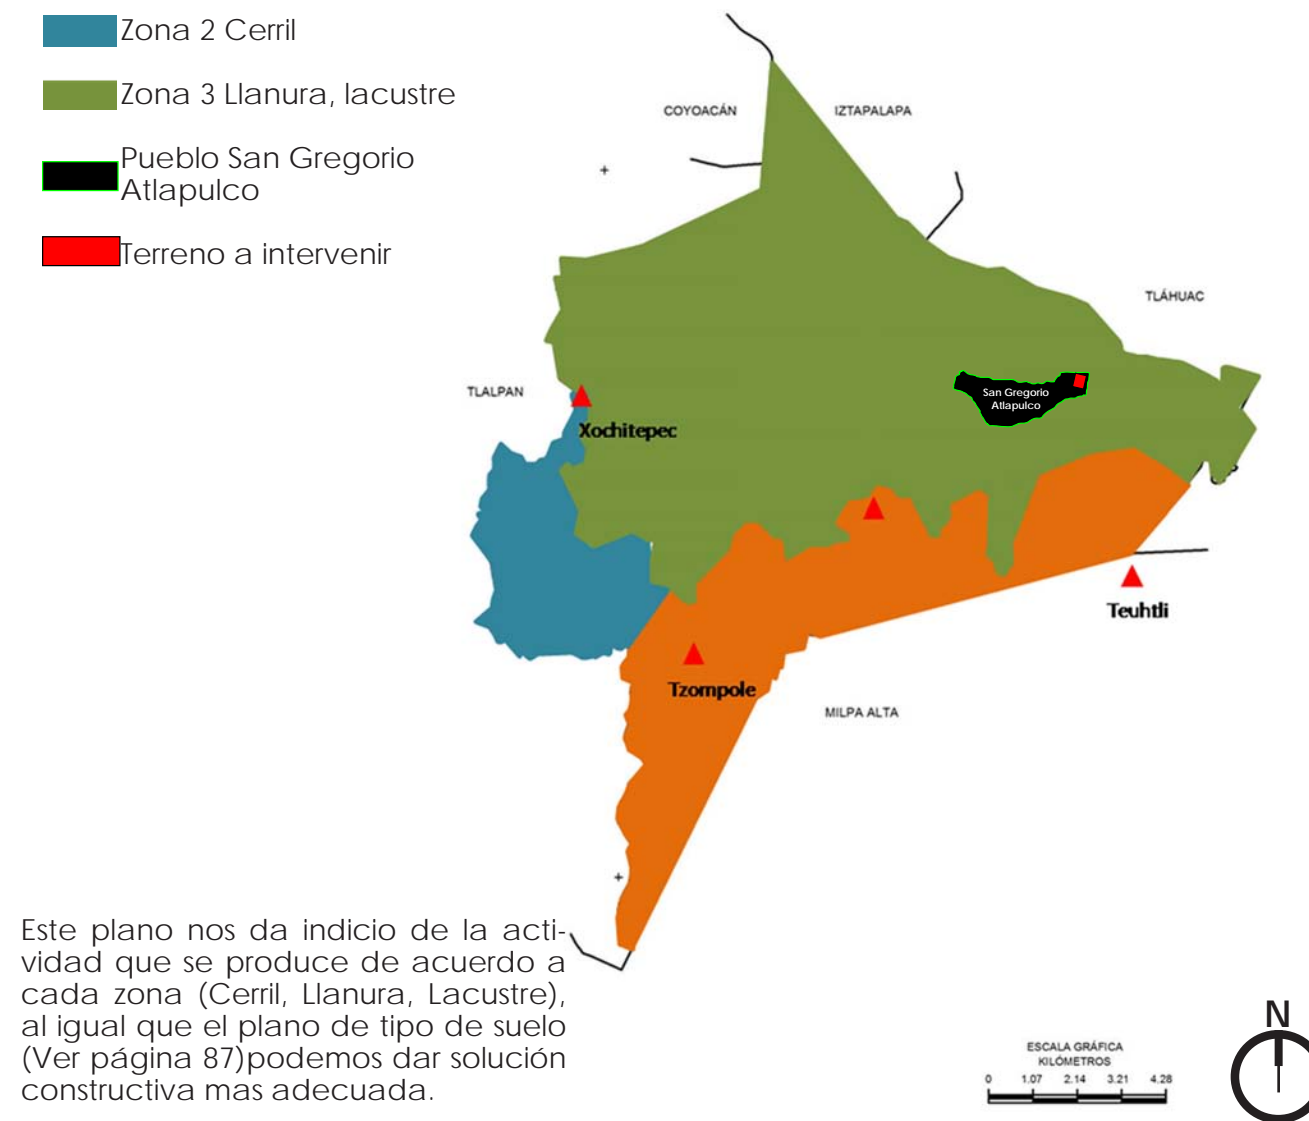 Zona 2 Cerril
Zona 3 Llanura, lacustre
Pueblo San Gregorio
Atlapulco
Terreno a intervenir
COYOACÁN
IZTAPALAPA
TLÁHUAC
TLALPAN
San Gregorio
Atlapulco
Xochitepec
Teuhtli
Tzompole
MILPA ALTA
Este plano nos da indicio de la acti-
vidad que se produce de acuerdo a
cada zona (Cerril, Llanura, Lacustre),
al igual que el plano de tipo de suelo
(Ver página 87)podemos dar solución
constructiva mas adecuada.
ESCALA GRÁFICA
KILÓMETROS
0 1.07 2.14 3.21 4.28
N